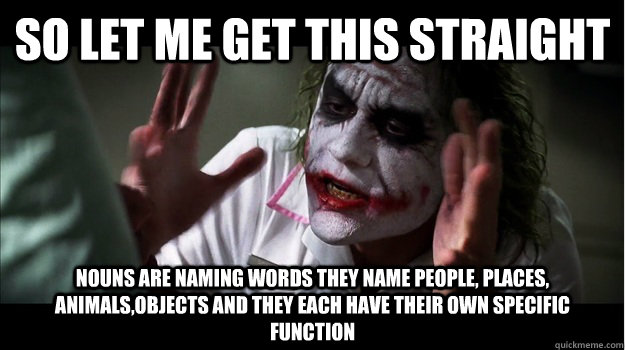 SO LET ME GET THIS STRAIGHT
NOUNS ARE NAMING WORDS THEY NAME PEOPLE, PLACES,
ANIMALS,OBJECTS AND THEY EACH HAVE THEIR OWN SPECIFIC
FUNCTION
quickmeme.com